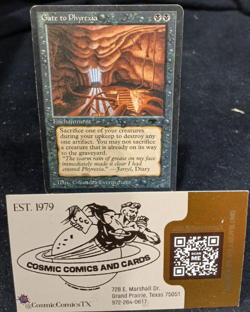 Gate to Phyrexia
Enchantment
Sacrifice one of your creatures
during your upkeep to destroy any
one artifact. You may not sacrifice
a creature that is already on its way
to the graveyard.
"The warm rain of grease on my face
immediately made it clear I had
entered Phyrexia." —Jarsyl, Diary
EST. 1979
COSMIC COMICS AND CARDS
@CosmicComicsTX
728 E. Marshall Dr.
Grand Prairie, Texas 75051
972-264-0617